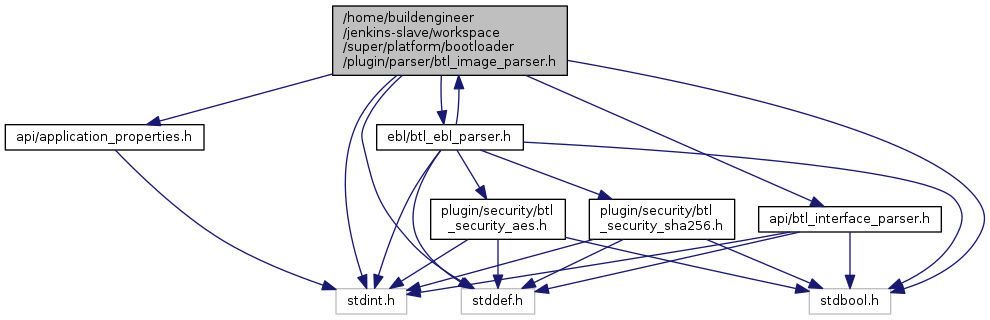 /home/buildengineer
/jenkins-slave/workspace
/super/platform/bootloader
/plugin/parser/btl_image_parser.h
api/application_properties.h
ebl/btl_ebl_parser.h
plugin/security/btl
_security_aes.h
plugin/security/btl
_security_sha256.h
api/btl_interface_parser.h
stdint.h
stddef.h
stdbool.h